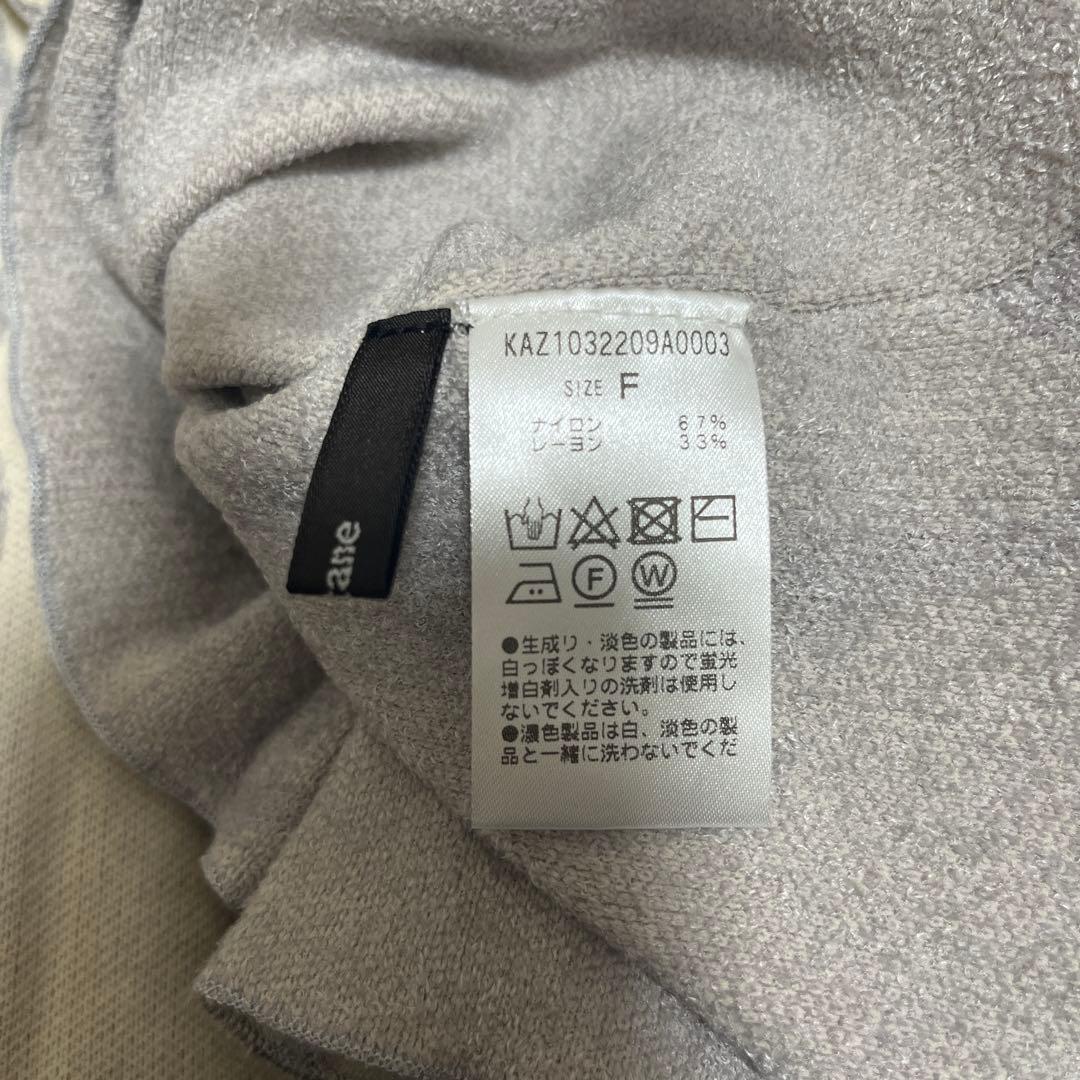 KAZ1032209A0003
SIZE F
ナイロン 67%
レーヨン 33%
rane
F W
●生成り・淡色の製品には、
白っぽくなりますので蛍光
増白剤入りの洗剤は使用し
ないでください。
●濃色製品は白、淡色の製
品と一緒に洗わないでくだ